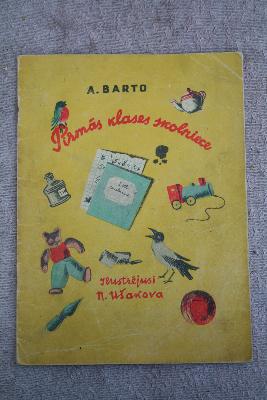 A. BARTO
Pirmās klases skolniece
Ilustrējusi
N. Ušakova